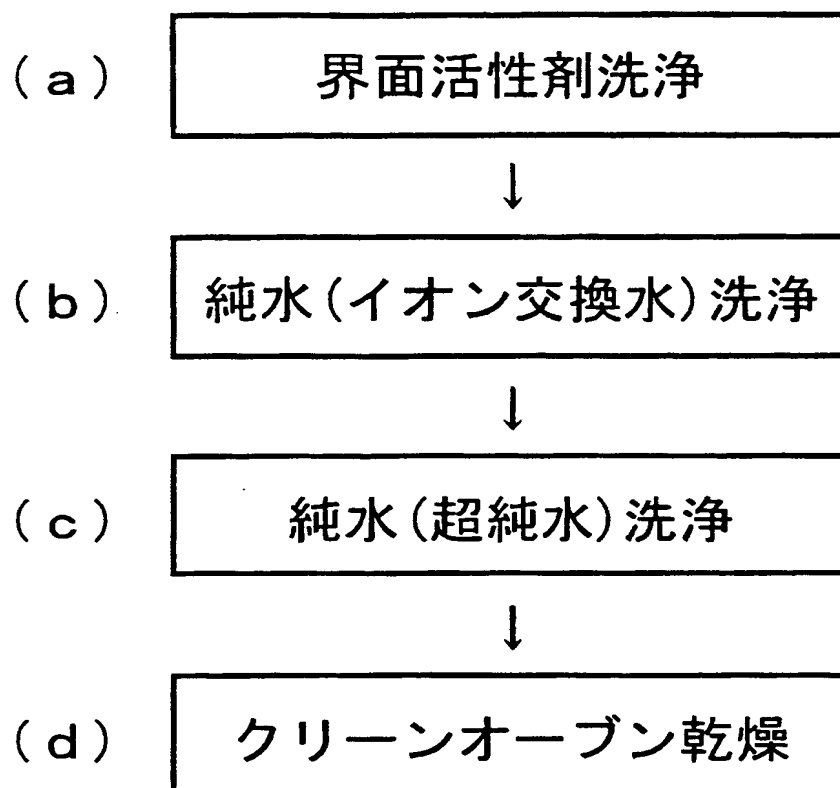 (a) 界面活性剤洗浄
↓
(b) 純水(イオン交換水)洗浄
↓
(c) 純水(超純水)洗浄
↓
(d) クリーンオーブン乾燥